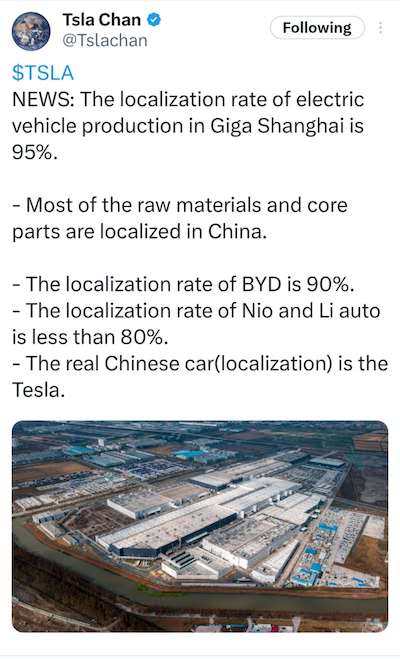 Tsla Chan
@Tslachan
Following
$TSLA
NEWS: The localization rate of electric
vehicle production in Giga Shanghai is
95%.
- Most of the raw materials and core
parts are localized in China.
- The localization rate of BYD is 90%.
- The localization rate of Nio and Li auto
is less than 80%.
- The real Chinese car(localization) is the
Tesla.